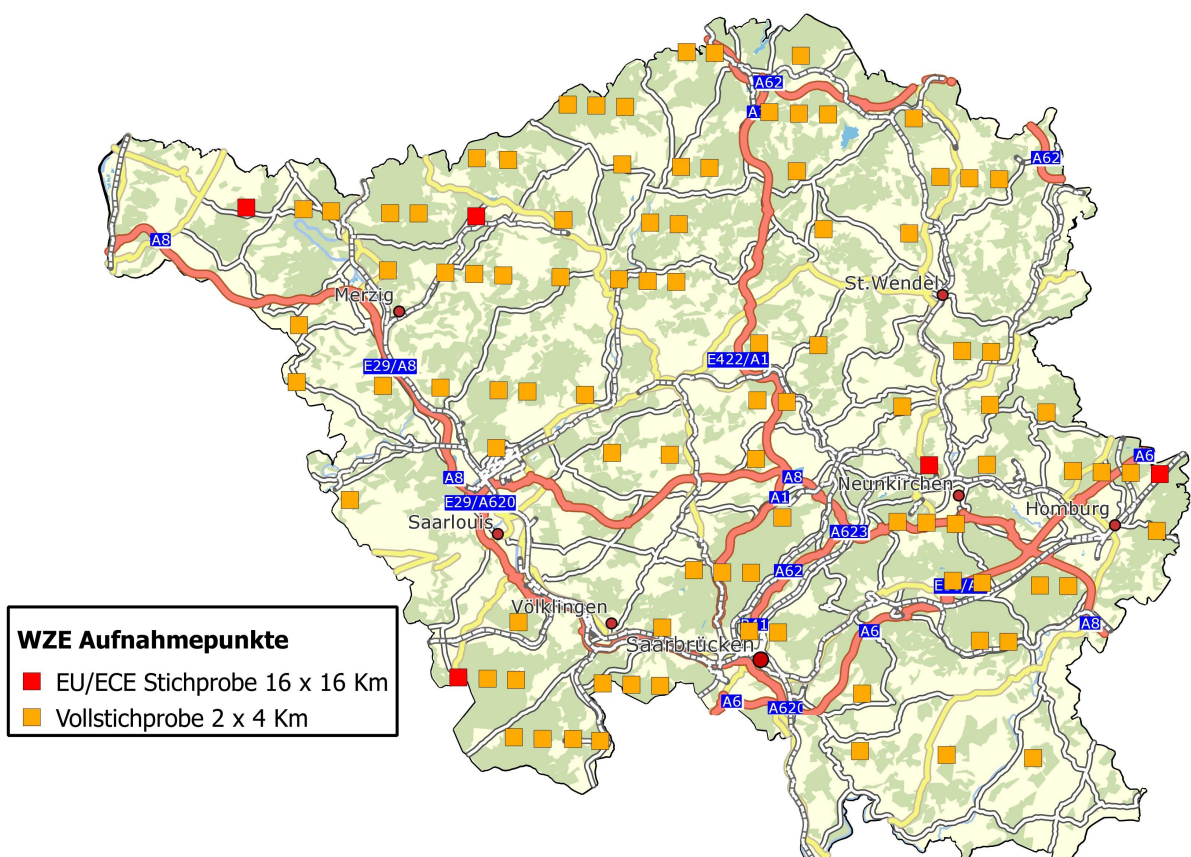 A62
A1
A62
A8
St.Wendel
Merzig
E422/A1
E29/A8
A6
A8
A8
Neunkirchen
E29/A620
A1
Homburg
Saarlouis
A623
A62
Völklingen
A8
A6
Saarbrücken
WZE Aufnahmepunkte
EU/ECE Stichprobe 16 x 16 Km
Vollstichprobe 2 x 4 Km
A6
A620